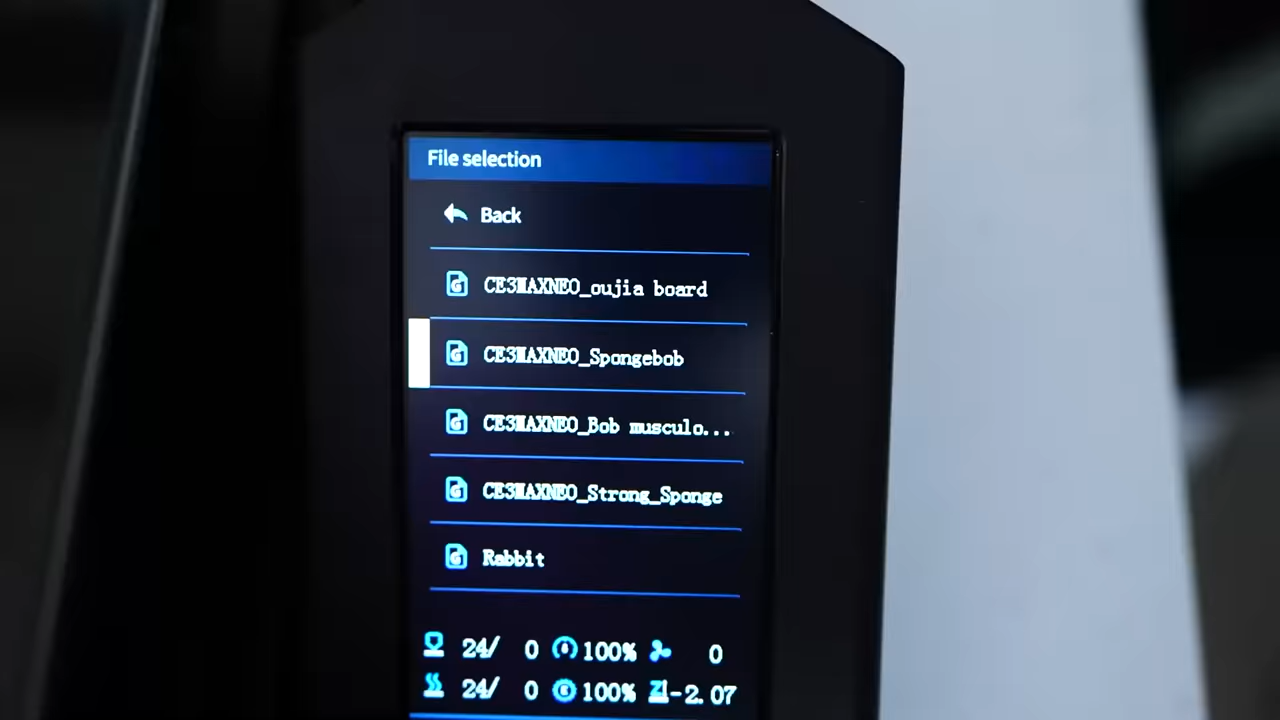 File selection
Back
CE3MAXNEO_oujia board
CE3MAXNEO_Spongebob
CE3MAXNEO_Bob musculo...
CE3MAXNEO_Strong_Sponge
Rabbit
24/ 0 100% 0
24/ 0 100% -2.07